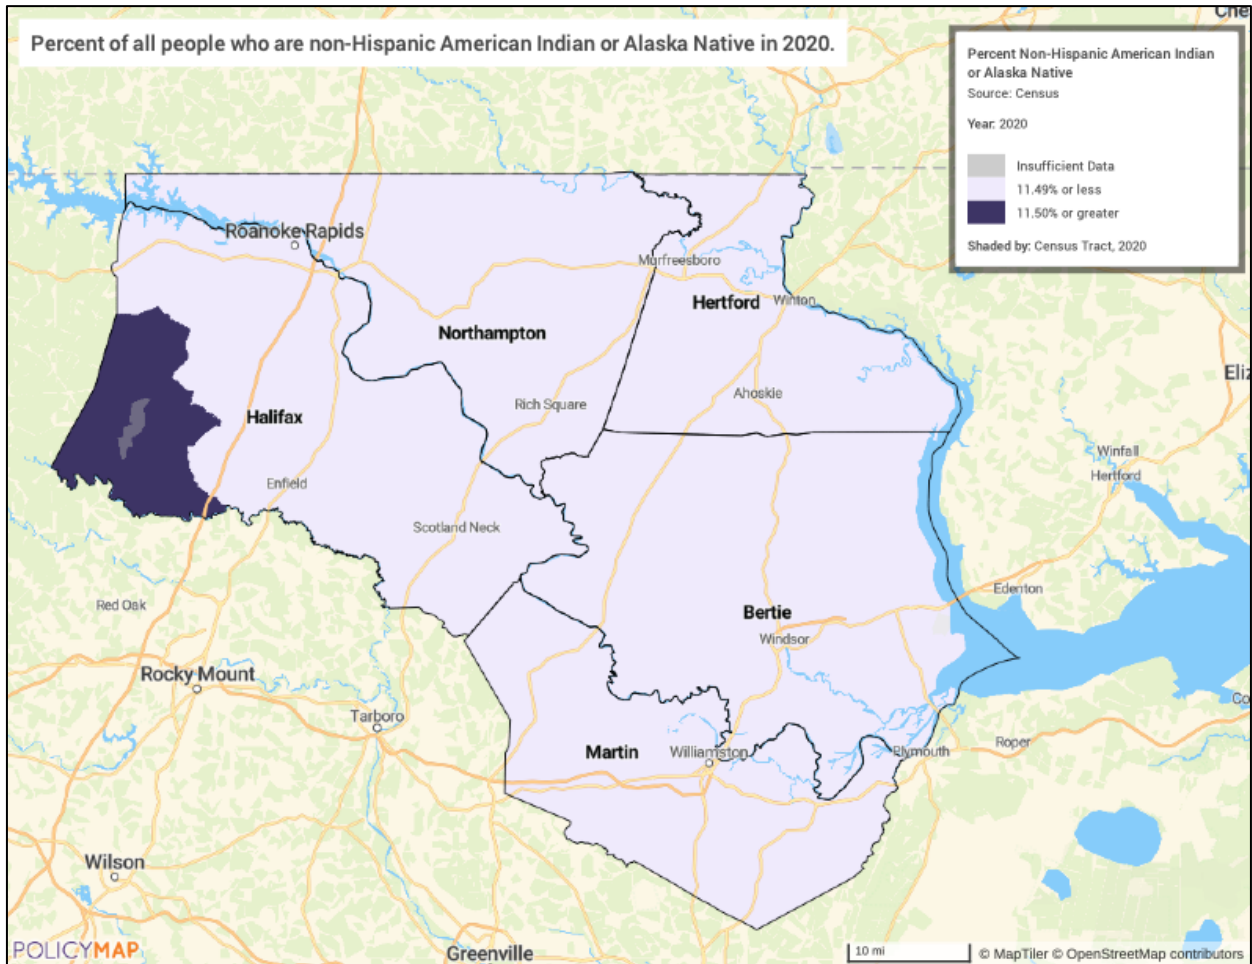 Che
Percent of all people who are non-Hispanic American Indian or Alaska Native in 2020.
Percent Non-Hispanic American Indian
or Alaska Native
Source: Census
Year: 2020
Insufficient Data
11.49% or less
11.50% or greater
Shaded by: Census Tract, 2020
Roanoke Rapids
Murfreesboro
Hertford
Winton
Northampton
Eliz
Ahoskie
Rich Square
Halifax
Winfall
Hertford
Enfield
Scotland Neck
Edenton
Red Oak
Bertie
Windsor
Rocky Mount
Co
Tarboro
Roper
Martin
Williamston
Plymouth
Wilson
POLICYMAP
Greenville
10 mi
© MapTiler © OpenStreetMap contributors